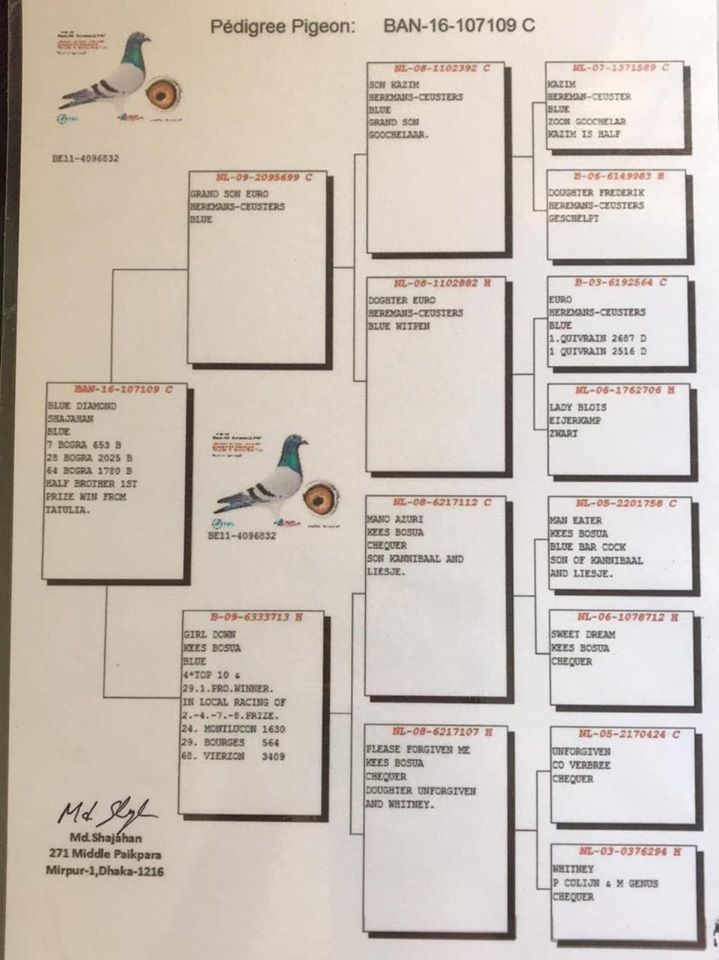 Pédigree Pigeon: BAN-16-107109 C
BE11-4096832
NL-09-2095699 C
GRAND SON EURO
HEREMANS-CEUSTERS
BLUE
BAN-16-107109 C
BLUE DIAMOND
SHAJAHAN
BLUE
7 BOGRA 653 B
28 BOGRA 2025 B
64 BOGRA 1780 B
HALF BROTHER 1ST
PRIZE WIN FROM
TATULIA.
BE11-4096832
B-09-6333713 H
GIRL DOWN
KEES BOSUA
BLUE
4*TOP 10 &
29.1.PRO.WINNER.
IN LOCAL RACING OF
2.-4.-7.-8.PRIZE.
24. MONILUCON 1630
29. BOURGES 564
68. VIERZON 3409
NL-08-1102392 C
SON KAZIM
HEREMANS-CEUSTERS
BLUE
GRAND SON
GOOCHELAAR.
NL-08-1102882 H
DOGHTER EURO
HEREMANS-CEUSTERS
BLUE WITPEN
NL-08-6217112 C
MANO AZURI
KEES BOSUA
CHEQUER
SON KANNIBAAL AND
LIESJE.
NL-08-6217107 H
PLEASE FORGIVEN ME
KEES BOSUA
CHEQUER
DOUGHTER UNFORGIVEN
AND WHITNEY.
NL-07-1371589 C
KAZIM
HEREMAN-CEUSTER
BLUE
ZOON GOOCHELAR
KAZIM IS HALF
B-06-6149983 H
DOUGHTER FREDERIK
HEREMANS-CEUSTERS
GESCHELPT
B-03-6192564 C
EURO
HEREMANS-CEUSTERS
BLUE
1.QUIVRAIN 2687 D
1 QUIVRAIN 2516 D
NL-06-1762706 H
LADY BLOIS
EIJERKAMP
ZWART
NL-05-2201758 C
MAN EATER
KEES BOSUA
BLUE BAR COCK
SON OF KANNIBAAL
AND LIESJE.
NL-06-1078712 H
SWEET DREAM
KEES BOSUA
CHEQUER
NL-05-2170424 C
UNFORGIVEN
CO VERBREE
CHEQUER
NL-03-0376294 H
WHITNEY
P COLIJN & M GENUS
CHEQUER
Md.Shajahan
271 Middle Paikpara
Mirpur-1,Dhaka-1216